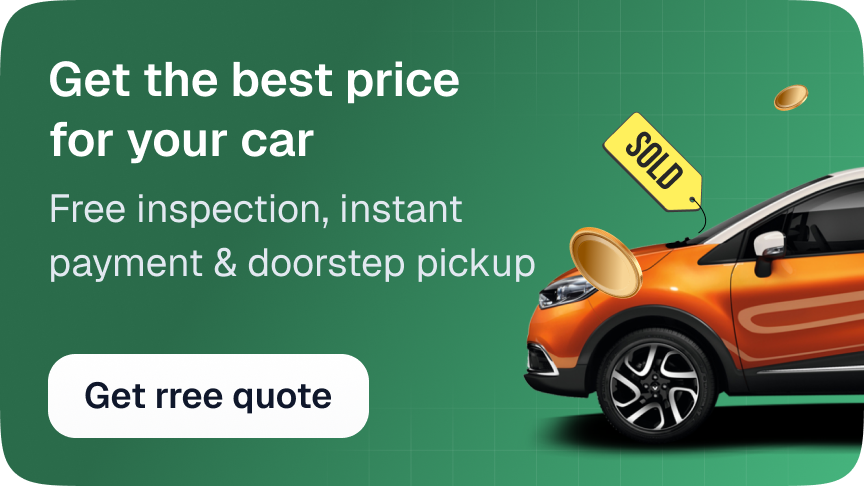 Get the best price
for your car
Free inspection, instant
payment & doorstep pickup
SOLD
Get rree quote